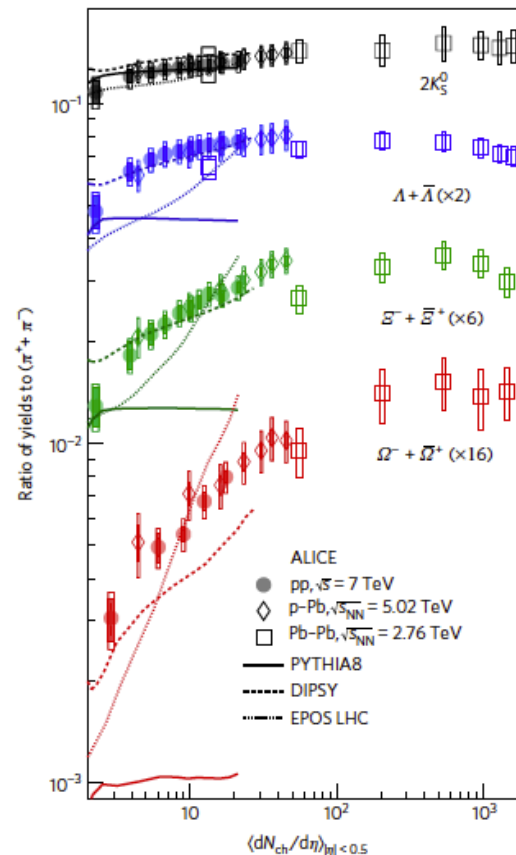 10⁻¹
2K⁰S
Λ + Λ̅ (×2)
Ξ⁻ + Ξ̅⁺ (×6)
10⁻²
Ω⁻ + Ω̅⁺ (×16)
Ratio of yields to (π⁺ + π⁻)
ALICE
pp, √s = 7 TeV
p–Pb, √sNN = 5.02 TeV
Pb–Pb, √sNN = 2.76 TeV
PYTHIA8
DIPSY
EPOS LHC
10⁻³
10 10² 10³
⟨dNch/dη⟩|η| < 0.5